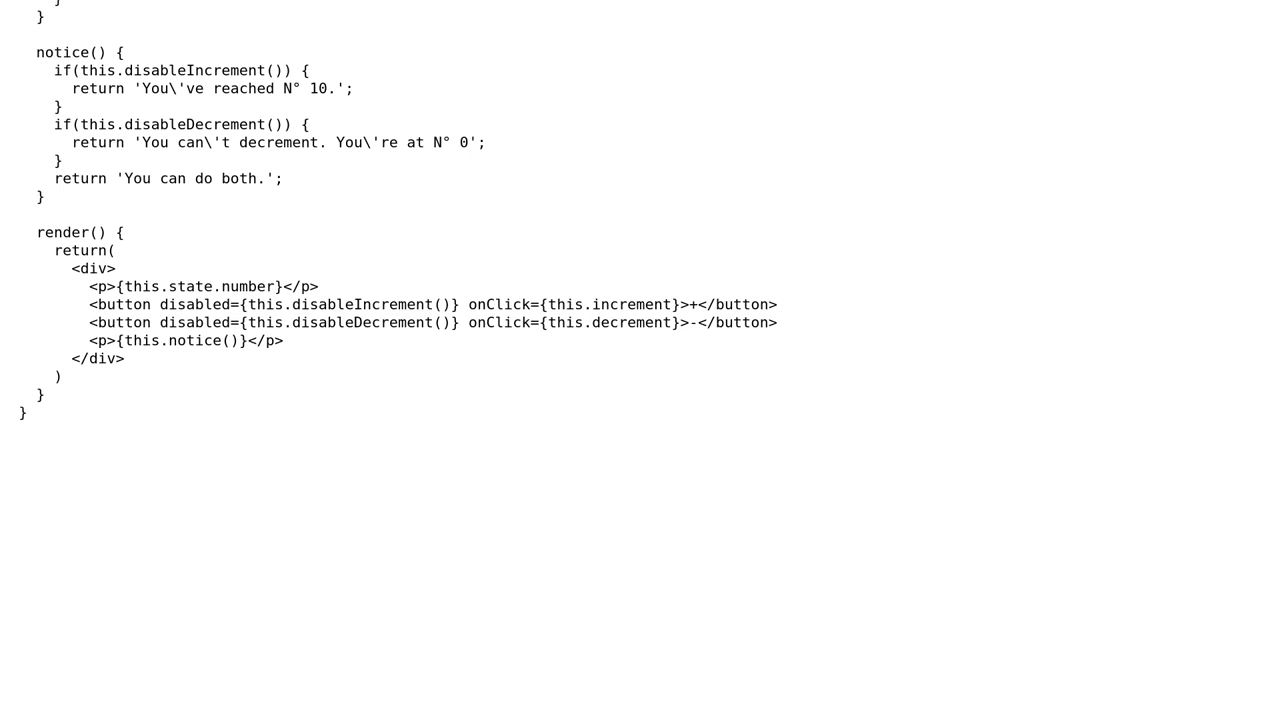 }
}
notice() {
if(this.disableIncrement()) {
return 'You\'ve reached N° 10.';
}
if(this.disableDecrement()) {
return 'You can\'t decrement. You\'re at N° 0';
}
return 'You can do both.';
}
render() {
return(
<div>
<p>{this.state.number}</p>
<button disabled={this.disableIncrement()} onClick={this.increment}>+</button>
<button disabled={this.disableDecrement()} onClick={this.decrement}>-</button>
<p>{this.notice()}</p>
</div>
)
}
}